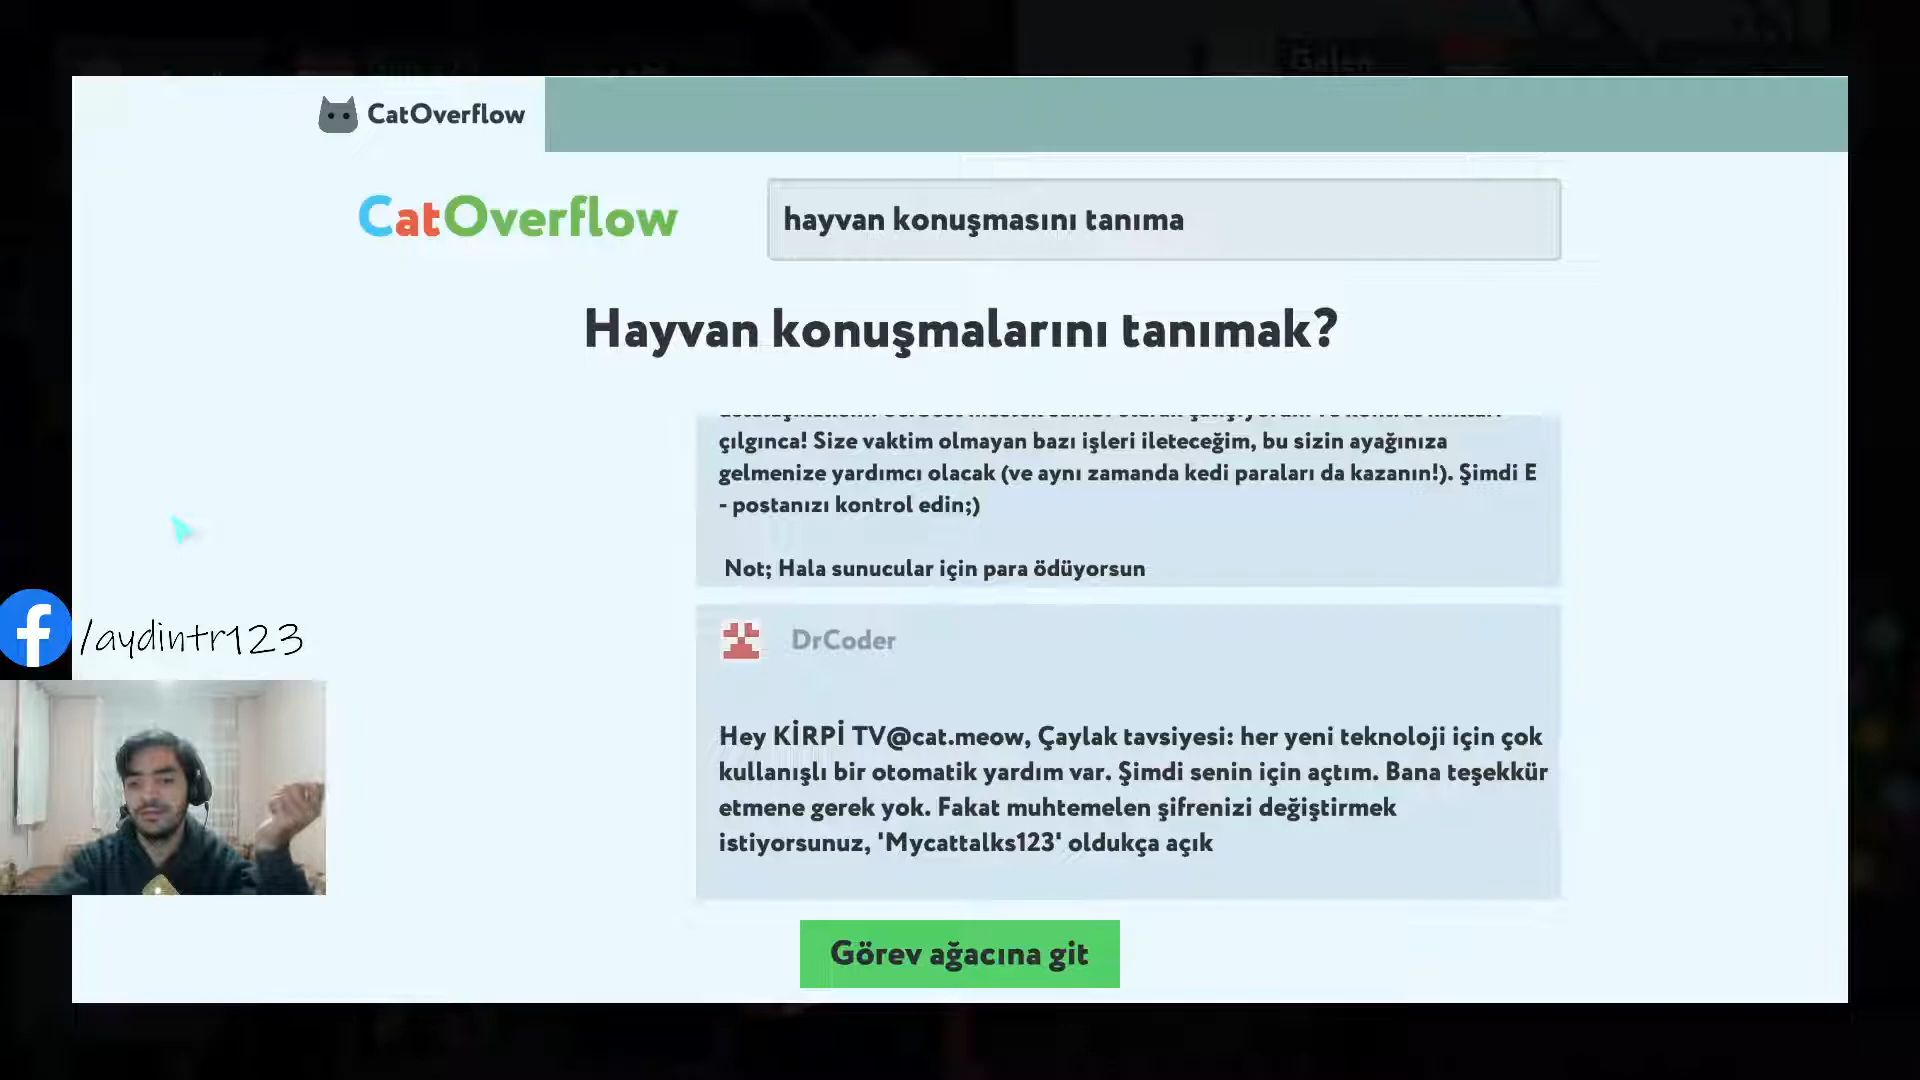 CatOverflow
CatOverflow
hayvan konuşmasını tanıma
Hayvan konuşmalarını tanımak?
çılgınca! Size vaktim olmayan bazı işleri ileteceğim, bu sizin ayağınıza
gelmenize yardımcı olacak (ve aynı zamanda kedi paraları da kazanın!). Şimdi E
- postanızı kontrol edin;)
Not; Hala sunucular için para ödüyorsun
DrCoder
Hey KİRPİ TV@cat.meow, Çaylak tavsiyesi: her yeni teknoloji için çok
kullanışlı bir otomatik yardım var. Şimdi senin için açtım. Bana teşekkür
etmene gerek yok. Fakat muhtemelen şifrenizi değiştirmek
istiyorsunuz, 'Mycattalks123' oldukça açık
Görev ağacına git
/aydintr123